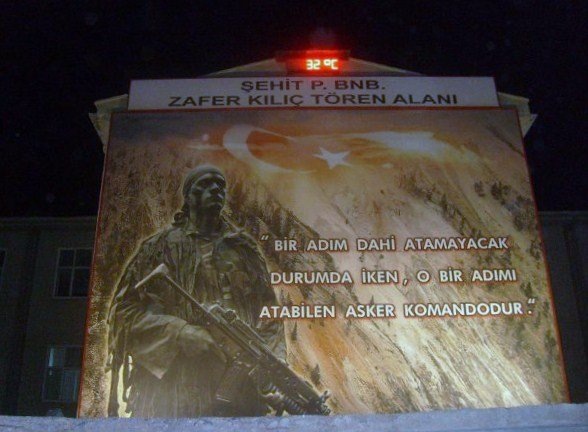 32 °C
ŞEHİT P. BNB.
ZAFER KILIÇ TÖREN ALANI
“ BİR ADIM DAHİ ATAMAYACAK
DURUMDA İKEN , O BİR ADIMI
ATABİLEN ASKER KOMANDODUR.”